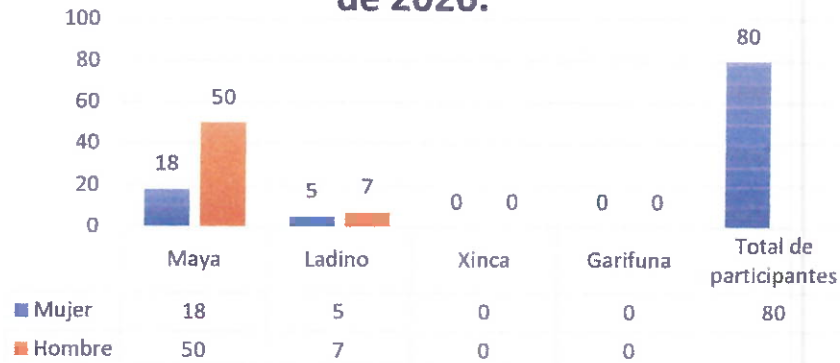 de 2026.
100
80
60
40
20
0
18
50
5
7
0
0
0
0
80
Maya
Ladino
Xinca
Garifuna
Total de
participantes
Mujer 18 5 0 0 80
Hombre 50 7 0 0